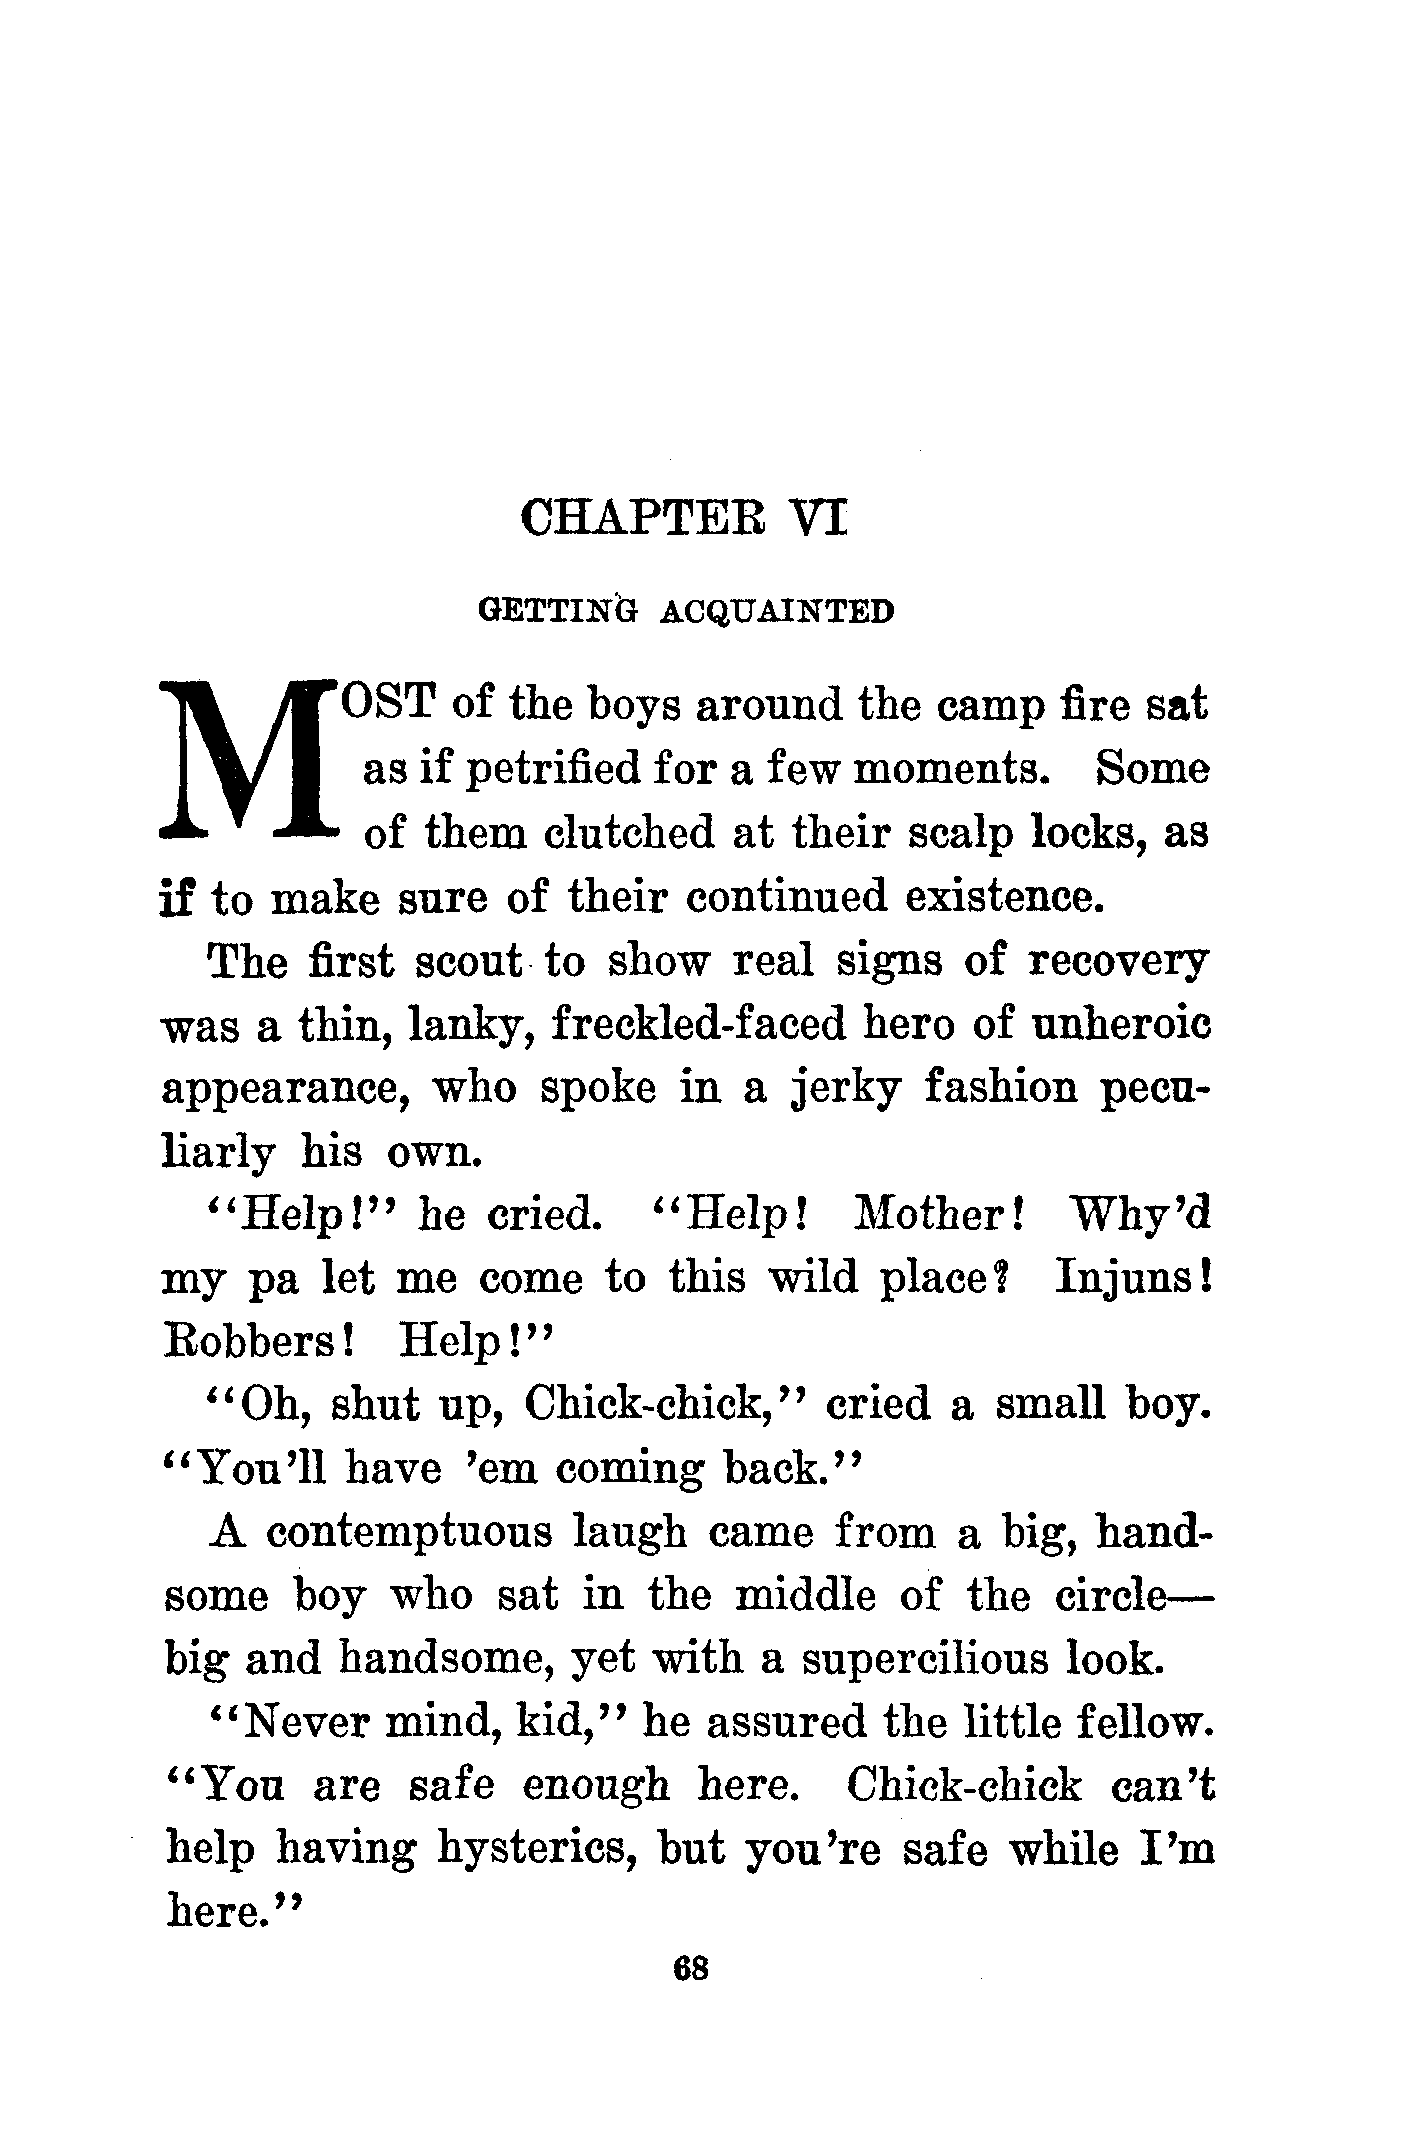 CHAPTER VI
GETTING ACQUAINTED
MOST of the boys around the camp fire sat
as if petrified for a few moments. Some
of them clutched at their scalp locks, as
if to make sure of their continued existence.
The first scout to show real signs of recovery
was a thin, lanky, freckled-faced hero of unheroic
appearance, who spoke in a jerky fashion pecu-
liarly his own.
“Help!” he cried. “Help! Mother! Why’d
my pa let me come to this wild place? Injuns!
Robbers! Help!”
“Oh, shut up, Chick-chick,” cried a small boy.
“You’ll have ’em coming back.”
A contemptuous laugh came from a big, hand-
some boy who sat in the middle of the circle—
big and handsome, yet with a supercilious look.
“Never mind, kid,” he assured the little fellow.
“You are safe enough here. Chick-chick can’t
help having hysterics, but you’re safe while I’m
here.”
68